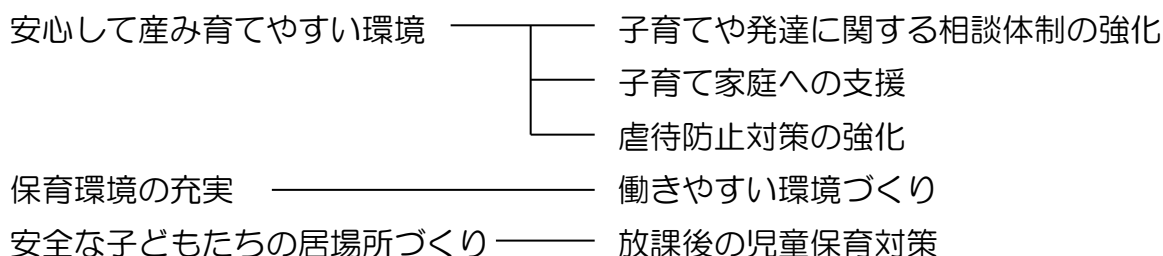 安心して産み育てやすい環境 子育てや発達に関する相談体制の強化
子育て家庭への支援
虐待防止対策の強化
保育環境の充実 働きやすい環境づくり
安全な子どもたちの居場所づくり 放課後の児童保育対策